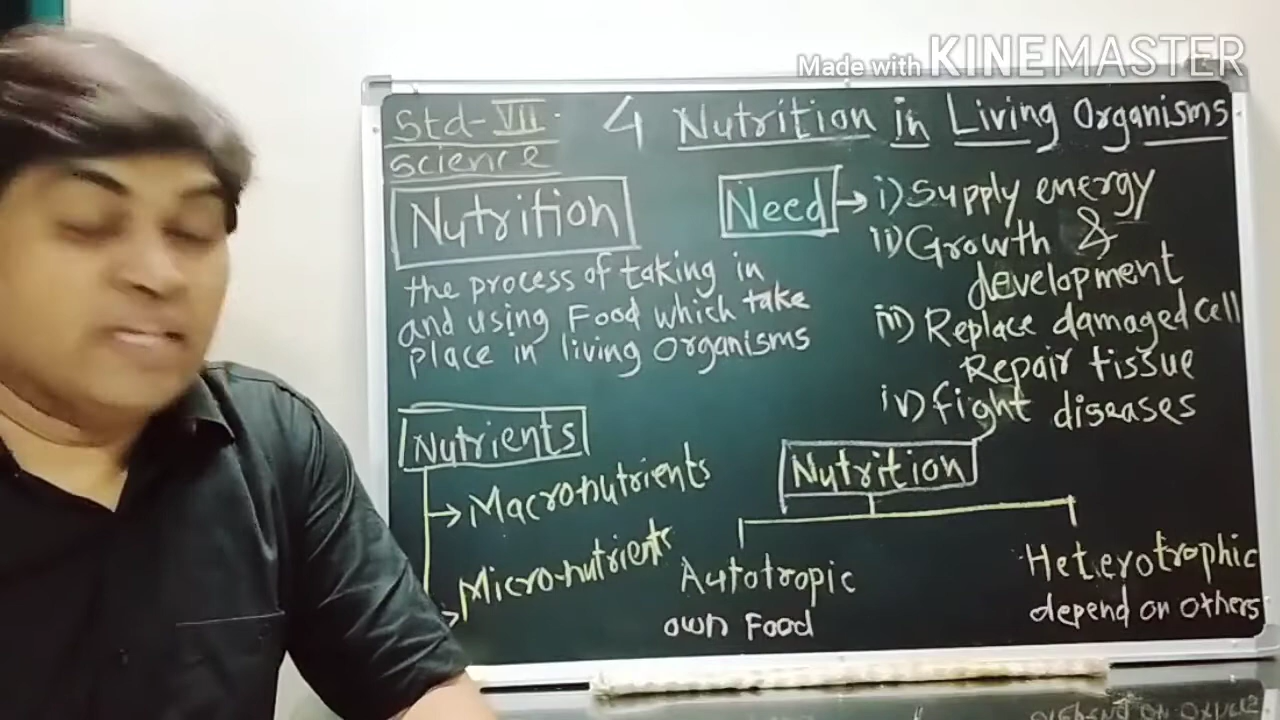 Made with KINEMASTER
Std-VII.
Science
4 Nutrition in Living Organisms
Nutrition
the process of taking in
and using Food which take
place in living organisms
Need → i) Supply energy
ii) Growth &
development
iii) Replace damaged cell
Repair tissue
iv) fight diseases
Nutrients
→ Macronutrients
→ Micro-nutrients
Nutrition
Autotropic
own Food
Heterotrophic
depend on others